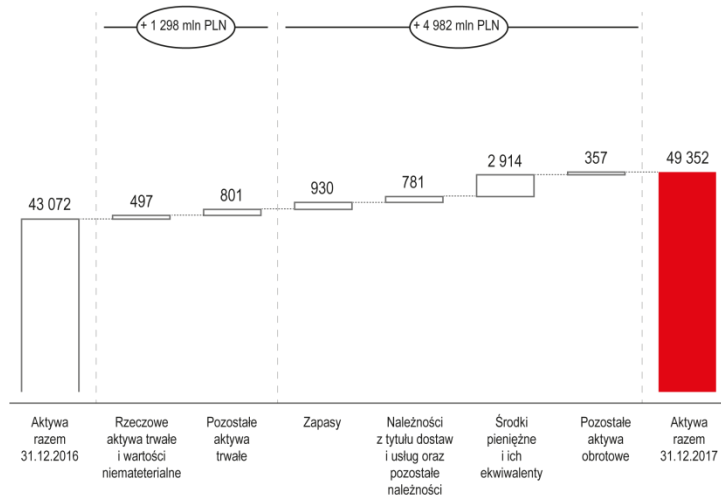 + 1 298 mln PLN
+ 4 982 mln PLN
43 072
497
801
930
781
2 914
357
49 352
Aktywa
razem
31.12.2016
Rzeczowe
aktywa trwałe
i wartości
niemateterialne
Pozostałe
aktywa
trwałe
Zapasy
Należności
z tytułu dostaw
i usług oraz
pozostałe
należności
Środki
pieniężne
i ich
ekwiwalenty
Pozostałe
aktywa
obrotowe
Aktywa
razem
31.12.2017